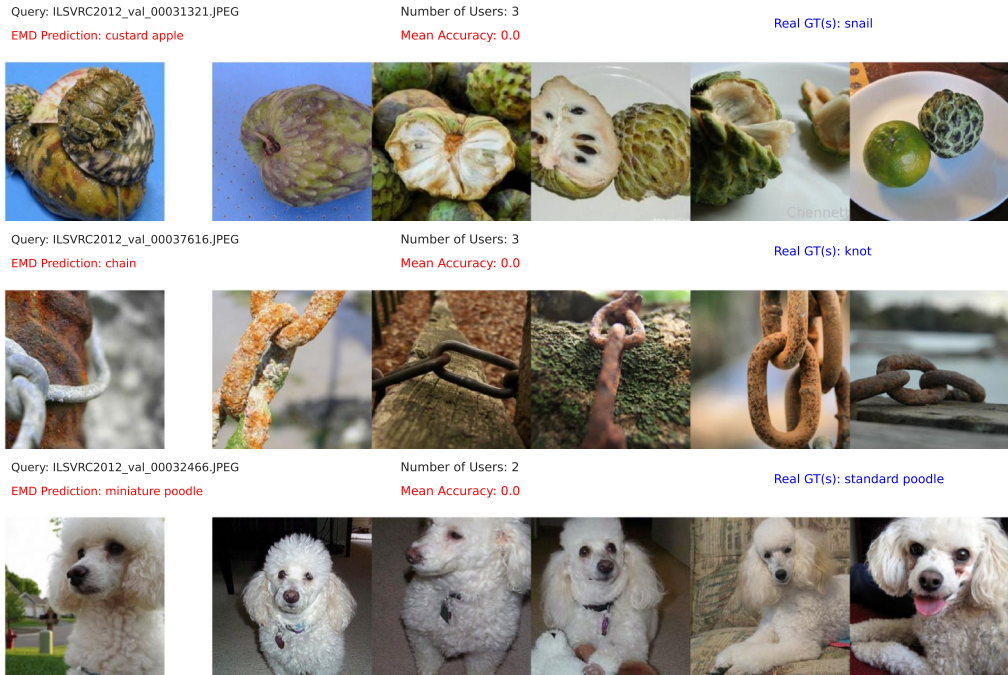 Query: ILSVRC2012_val_00031321.JPEG
Number of Users: 3
Real GT(s): snail
EMD Prediction: custard apple
Mean Accuracy: 0.0
Chennett
Query: ILSVRC2012_val_00037616.JPEG
Number of Users: 3
Real GT(s): knot
EMD Prediction: chain
Mean Accuracy: 0.0
Query: ILSVRC2012_val_00032466.JPEG
Number of Users: 2
Real GT(s): standard poodle
EMD Prediction: miniature poodle
Mean Accuracy: 0.0